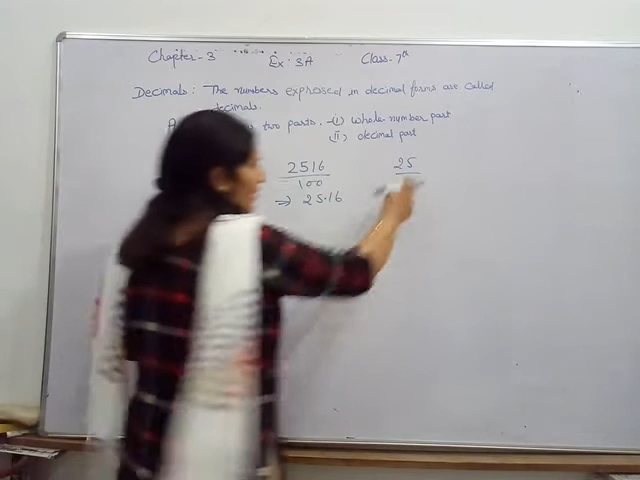 Chapter-3 Ex: 3A Class-7th
Decimals: The numbers expressed in decimal forms are called
decimals.
two parts. -(i) whole number part
(ii) decimal part
2516 25
100
⇒ 25.16